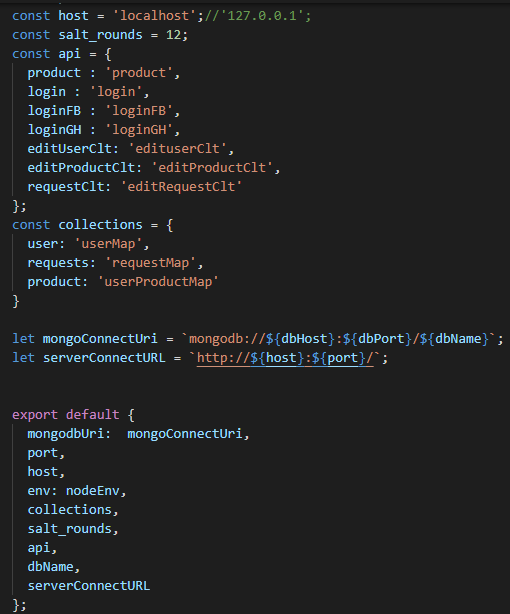 const host = 'localhost';//'127.0.0.1';
const salt_rounds = 12;
const api = {
  product : 'product',
  login : 'login',
  loginFB : 'loginFB',
  loginGH : 'loginGH',
  editUserClt: 'edituserClt',
  editProductClt: 'editProductClt',
  requestClt: 'editRequestClt'
};
const collections = {
  user: 'userMap',
  requests: 'requestMap',
  product: 'userProductMap'
}
let mongoConnectUri = `mongodb://${dbHost}:${dbPort}/${dbName}`;
let serverConnectURL = `http://${host}:${port}/`;
export default {
  mongodbUri:  mongoConnectUri,
  port,
  host,
  env: nodeEnv,
  collections,
  salt_rounds,
  api,
  dbName,
  serverConnectURL
};